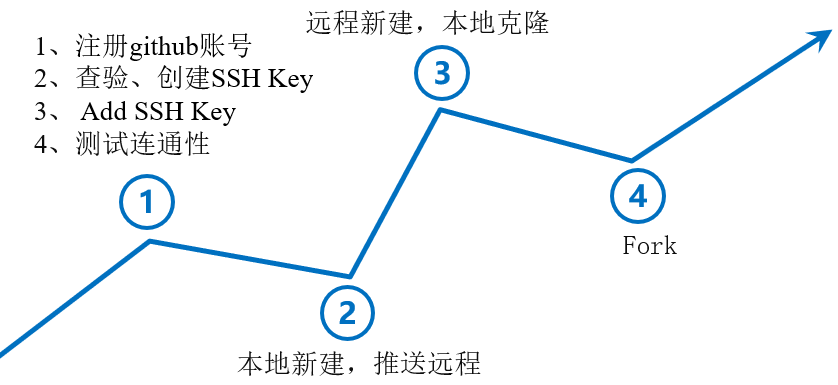 远程新建，本地克隆
1、注册github账号
2、查验、创建SSH Key
3、 Add SSH Key
4、测试连通性
1
2
本地新建，推送远程
3
4
Fork